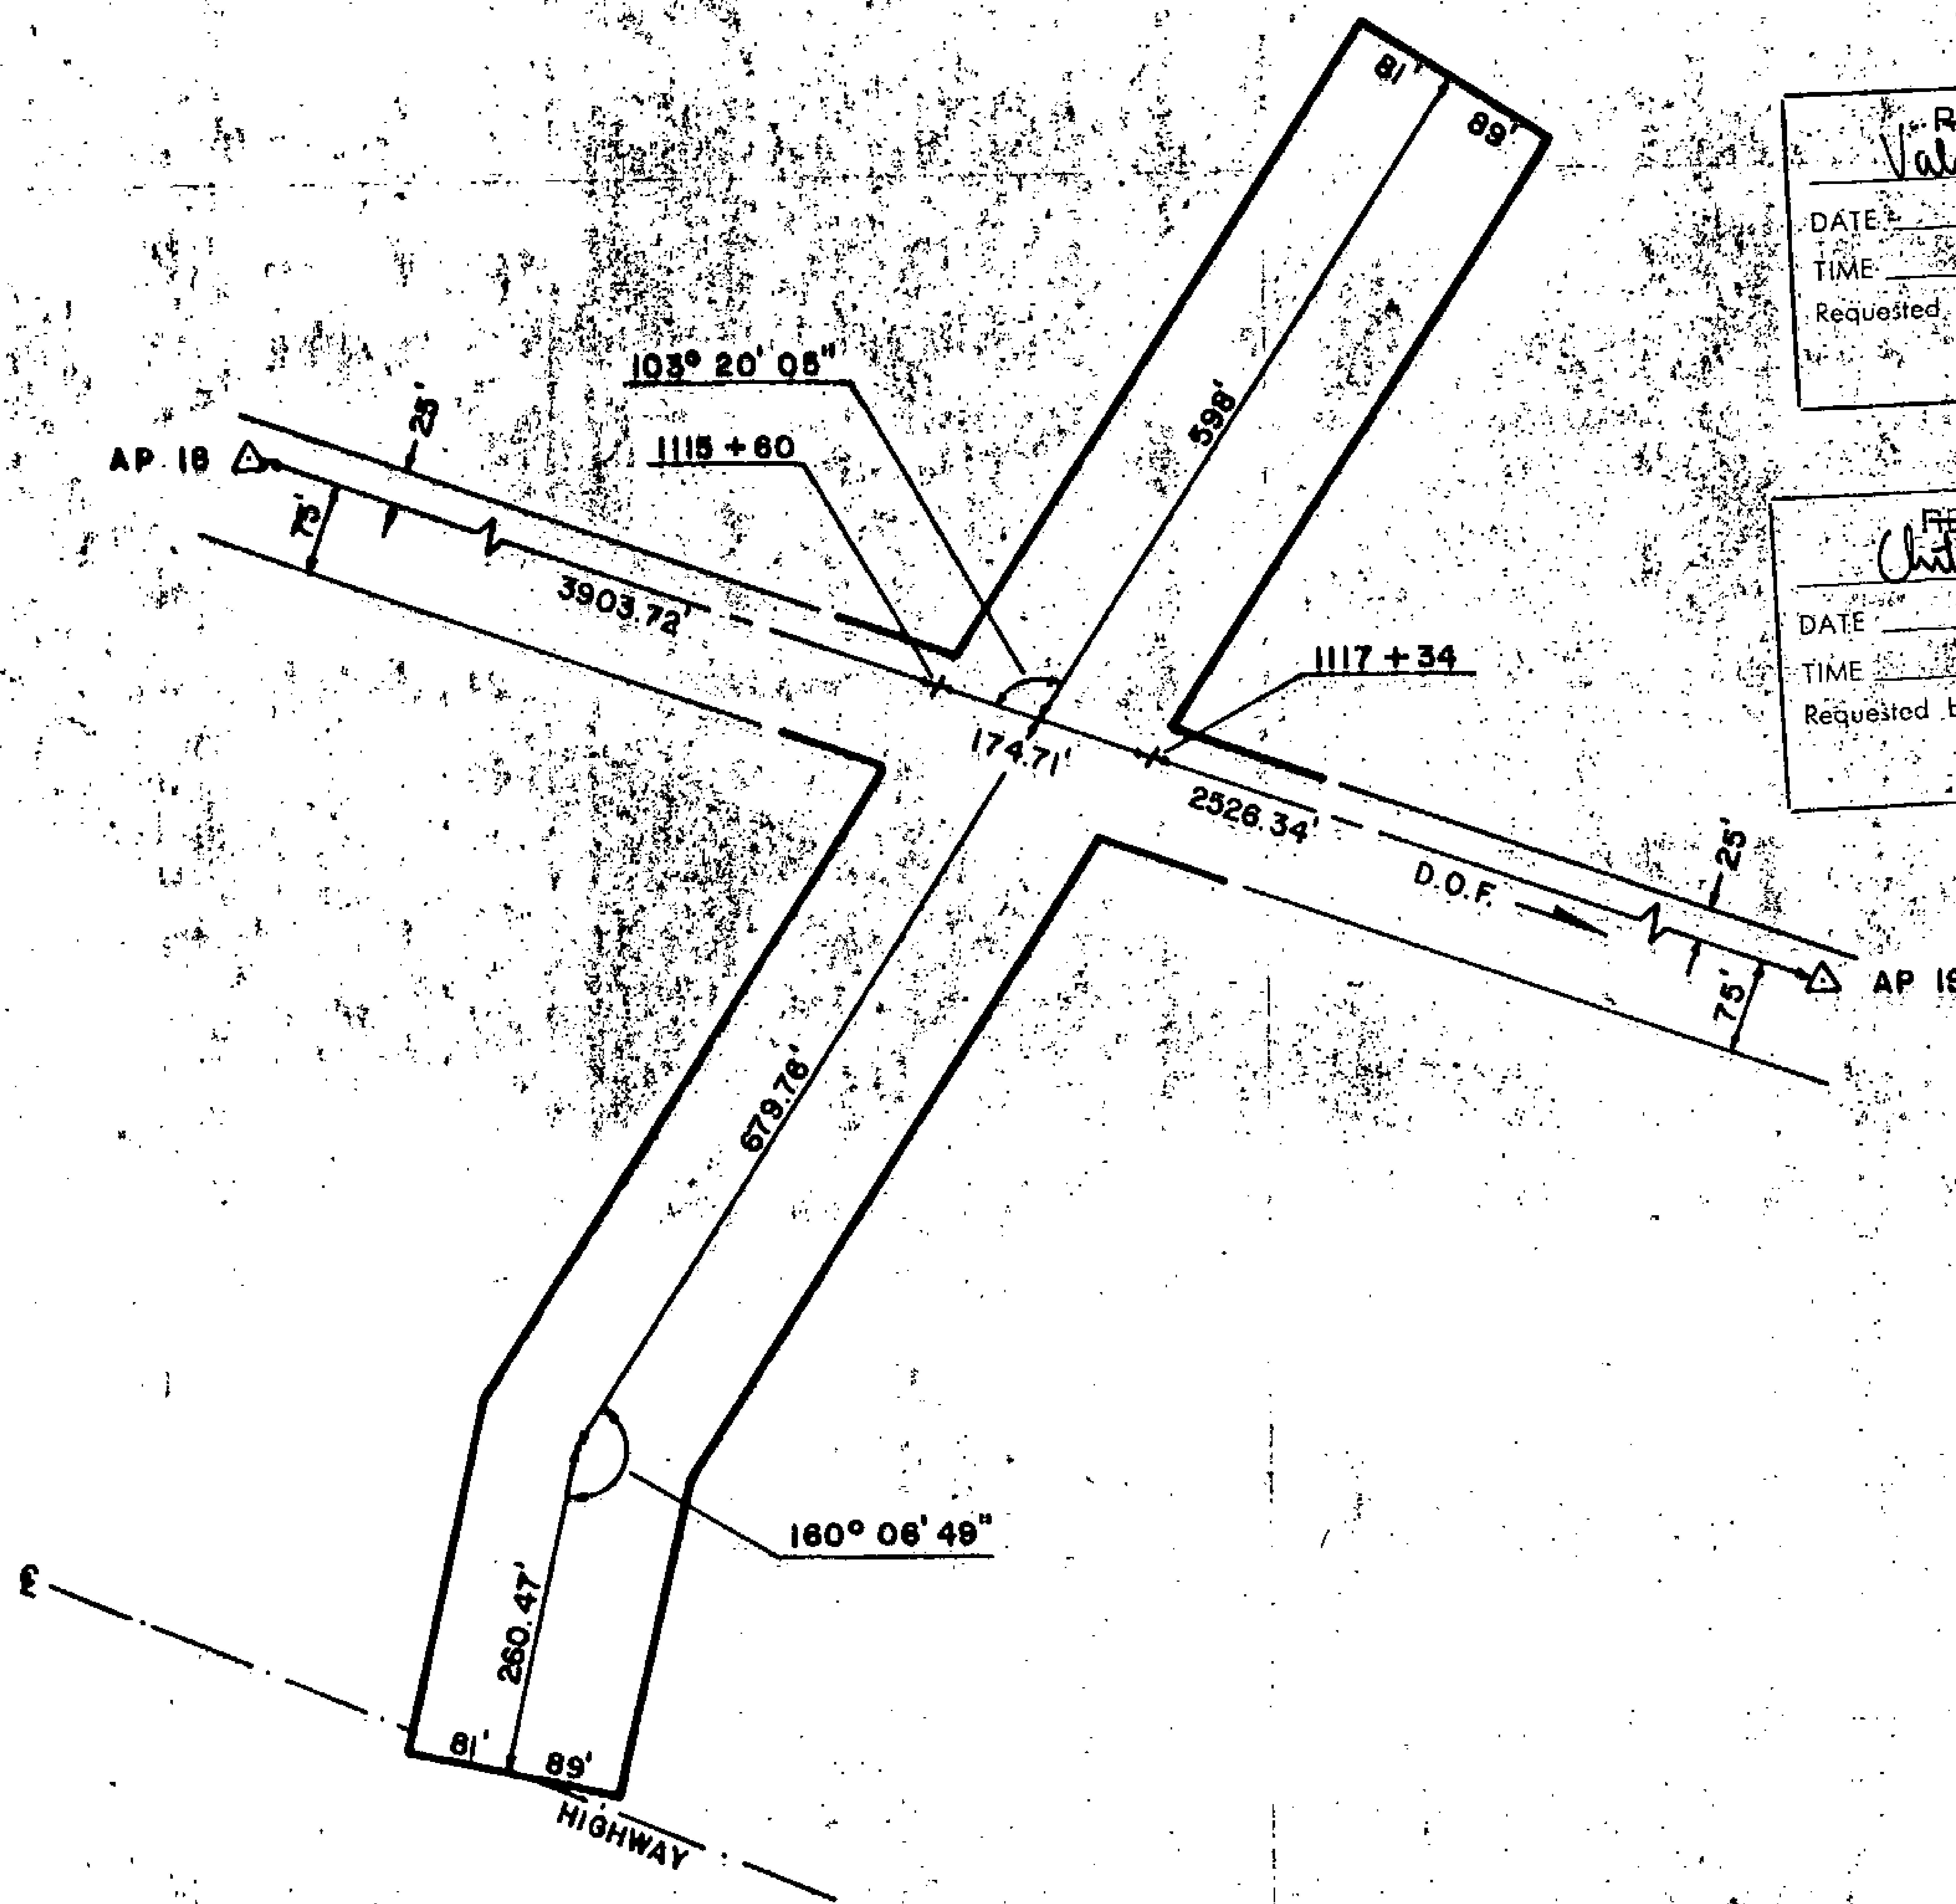 81'
89'
DATE
TIME
Requested
103° 20' 05"
598'
25'
1115 + 60
AP 18
75'
DATE
TIME
Requested
3903.72'
1117 + 34
174.71'
2526.34'
25'
D.O.F.
75'
AP
679.76'
160° 06' 49"
260.47'
81'
89'
HIGHWAY